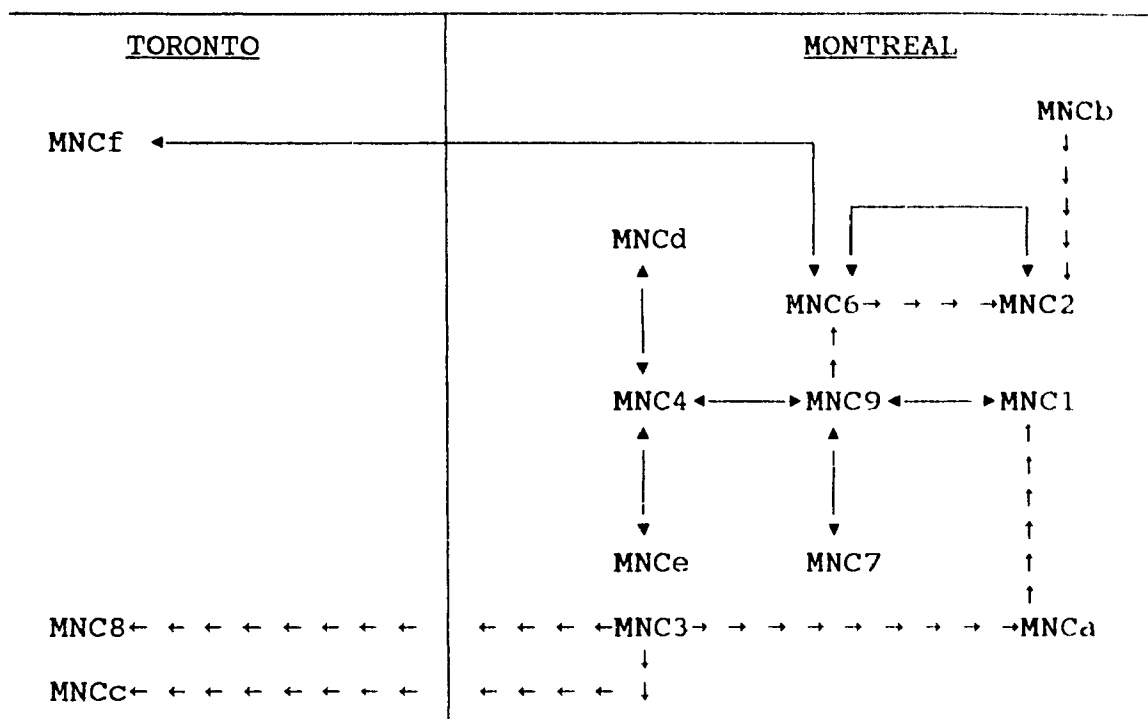 TORONTO MONTREAL
MNCb
MNCf
MNCd
MNC6→ → → →MNC2
MNC4 MNC9 MNC1
MNCe MNC7
MNC8← ← ← ← ← ← ← ← ← ← ← ← ←MNC3→ → → → → → → → → →MNCa
MNCc← ← ← ← ← ← ← ← ← ← ← ← ←